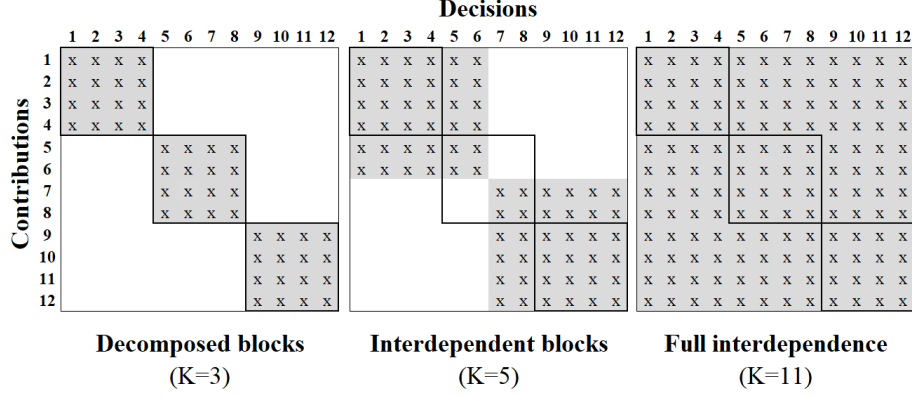 Decisions
1 2 3 4 5 6 7 8 9 10 11 12 1 2 3 4 5 6 7 8 9 10 11 12 1 2 3 4 5 6 7 8 9 10 11 12
Contributions
1 x x x x x x x x x x x x x x x x x x x x x x
2 x x x x x x x x x x x x x x x x x x x x x x
3 x x x x x x x x x x x x x x x x x x x x x x
4 x x x x x x x x x x x x x x x x x x x x x x
5 x x x x x x x x x x x x x x x x x x x x x x
6 x x x x x x x x x x x x x x x x x x x x x x
7 x x x x x x x x x x x x x x x x x x x x x x
8 x x x x x x x x x x x x x x x x x x x x x x
9 x x x x x x x x x x x x x x x x x x x x x x
10 x x x x x x x x x x x x x x x x x x x x x x
11 x x x x x x x x x x x x x x x x x x x x x x
12 x x x x x x x x x x x x x x x x x x x x x x
Decomposed blocks Interdependent blocks Full interdependence
(K=3) (K=5) (K=11)